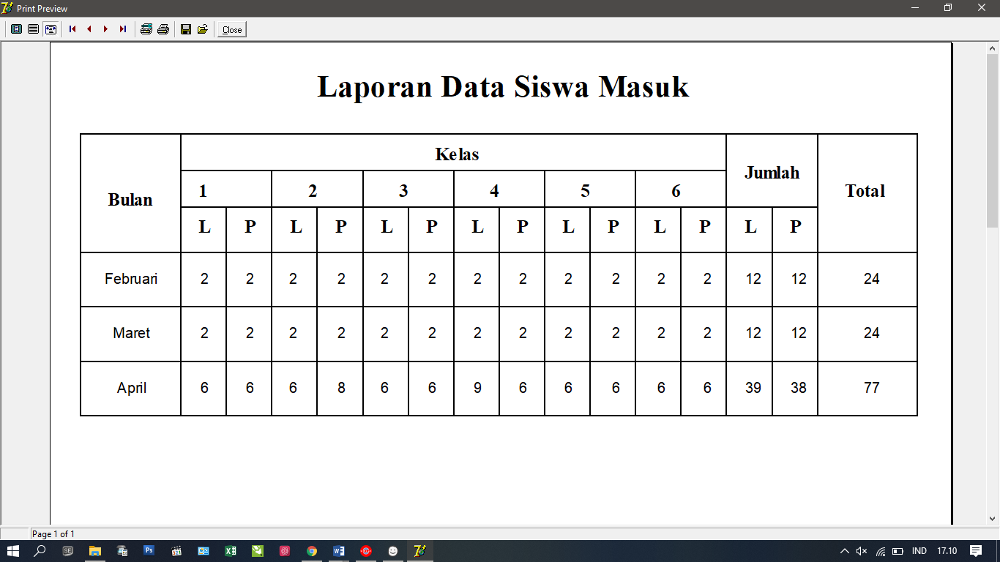 Print Preview
Close
Laporan Data Siswa Masuk
Bulan Kelas Jumlah Total
1 2 3 4 5 6
L P L P L P L P L P L P L P
Februari 2 2 2 2 2 2 2 2 2 2 2 2 12 12 24
Maret 2 2 2 2 2 2 2 2 2 2 2 2 12 12 24
April 6 6 6 8 6 6 9 6 6 6 6 6 39 38 77
Page 1 of 1
SE Ps IND 17.10